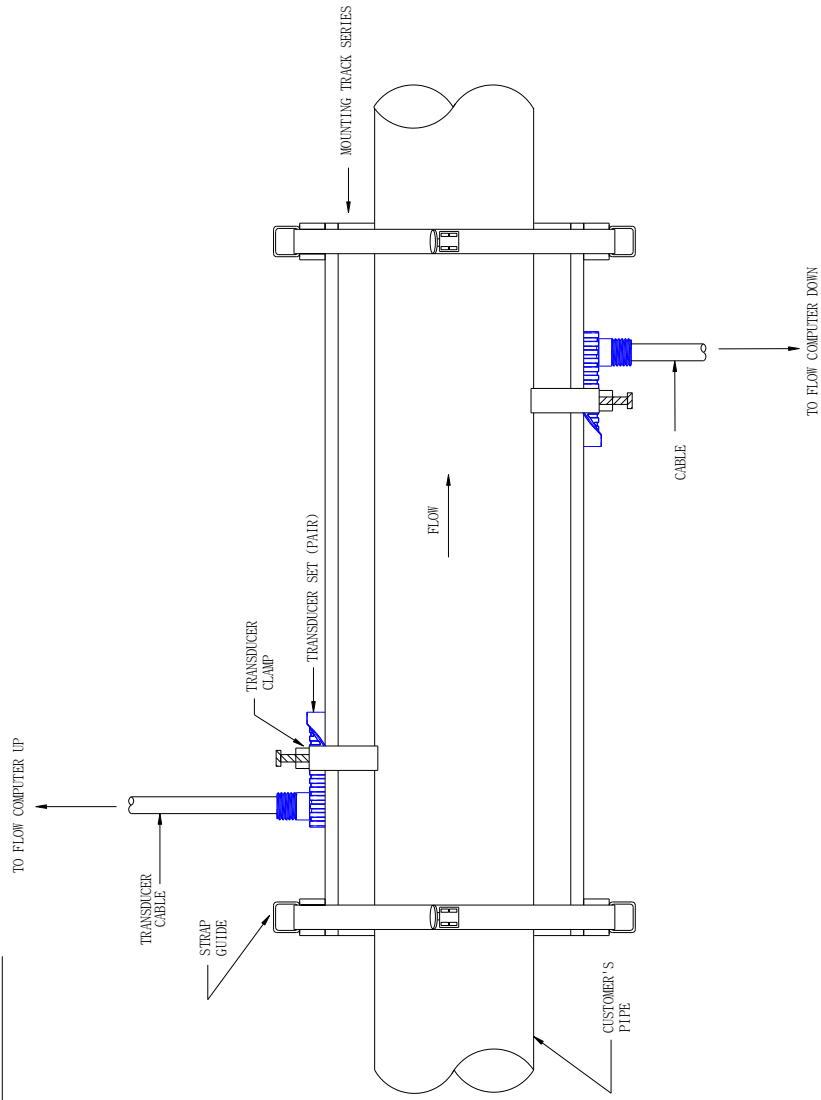 TO FLOW COMPUTER UP
TRANSDUCER
CABLE
STRAP
GUIDE
TRANSDUCER
CLAMP
TRANSDUCER SET (PAIR)
MOUNTING TRACK SERIES
FLOW
CUSTOMER'S
PIPE
CABLE
TO FLOW COMPUTER DOWN